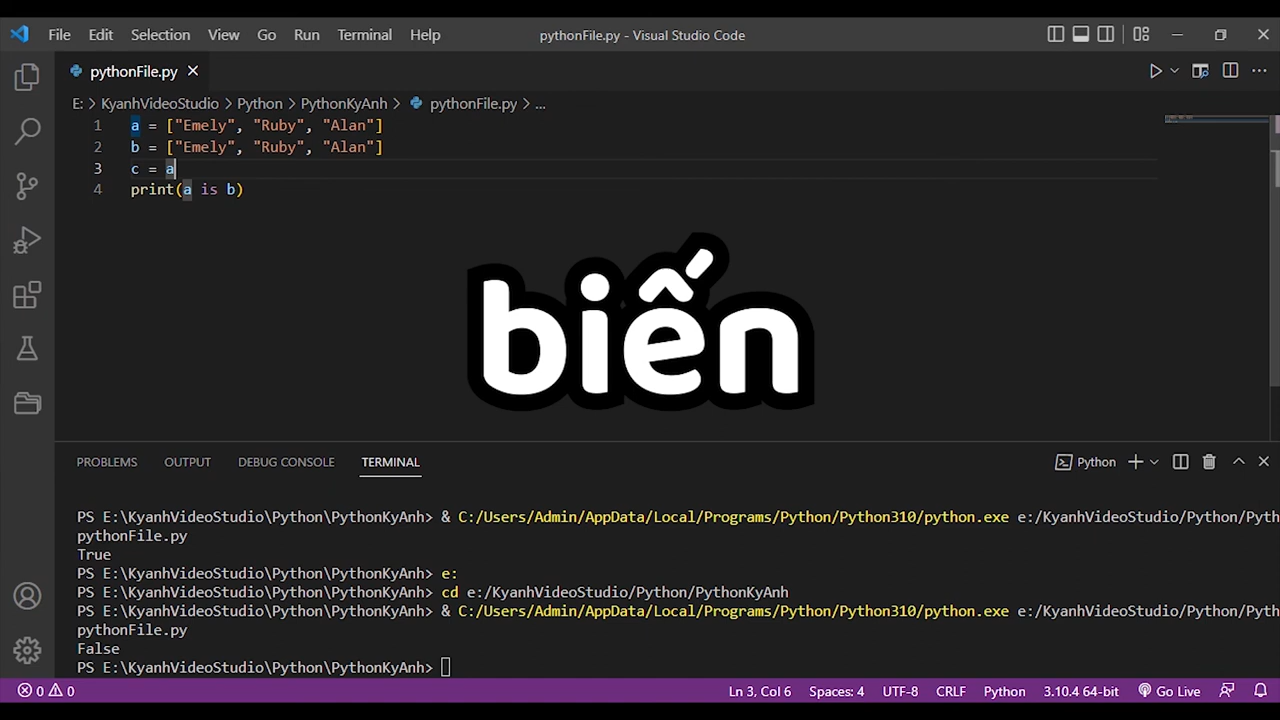 File Edit Selection View Go Run Terminal Help pythonFile.py - Visual Studio Code
pythonFile.py
E: > KyanhVideoStudio > Python > PythonKyAnh > pythonFile.py > ...
1 a = ["Emely", "Ruby", "Alan"]
2 b = ["Emely", "Ruby", "Alan"]
3 c = a
4 print(a is b)
biến
PROBLEMS OUTPUT DEBUG CONSOLE TERMINAL Python
PS E:\KyanhVideoStudio\Python\PythonKyAnh> & C:/Users/Admin/AppData/Local/Programs/Python/Python310/python.exe e:/KyanhVideoStudio/Python/Pyth
pythonFile.py
True
PS E:\KyanhVideoStudio\Python\PythonKyAnh> e:
PS E:\KyanhVideoStudio\Python\PythonKyAnh> cd e:/KyanhVideoStudio/Python/PythonKyAnh
PS E:\KyanhVideoStudio\Python\PythonKyAnh> & C:/Users/Admin/AppData/Local/Programs/Python/Python310/python.exe e:/KyanhVideoStudio/Python/Pyth
pythonFile.py
False
PS E:\KyanhVideoStudio\Python\PythonKyAnh>
0 0 Ln 3, Col 6 Spaces: 4 UTF-8 CRLF Python 3.10.4 64-bit Go Live